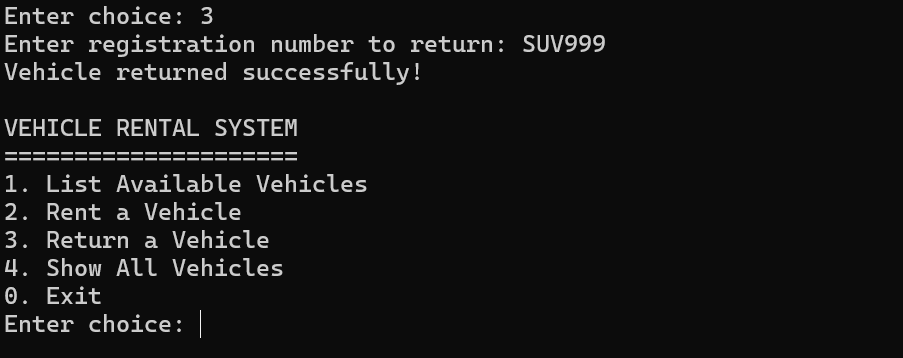 Enter choice: 3
Enter registration number to return: SUV999
Vehicle returned successfully!
VEHICLE RENTAL SYSTEM
=====================
1. List Available Vehicles
2. Rent a Vehicle
3. Return a Vehicle
4. Show All Vehicles
0. Exit
Enter choice: